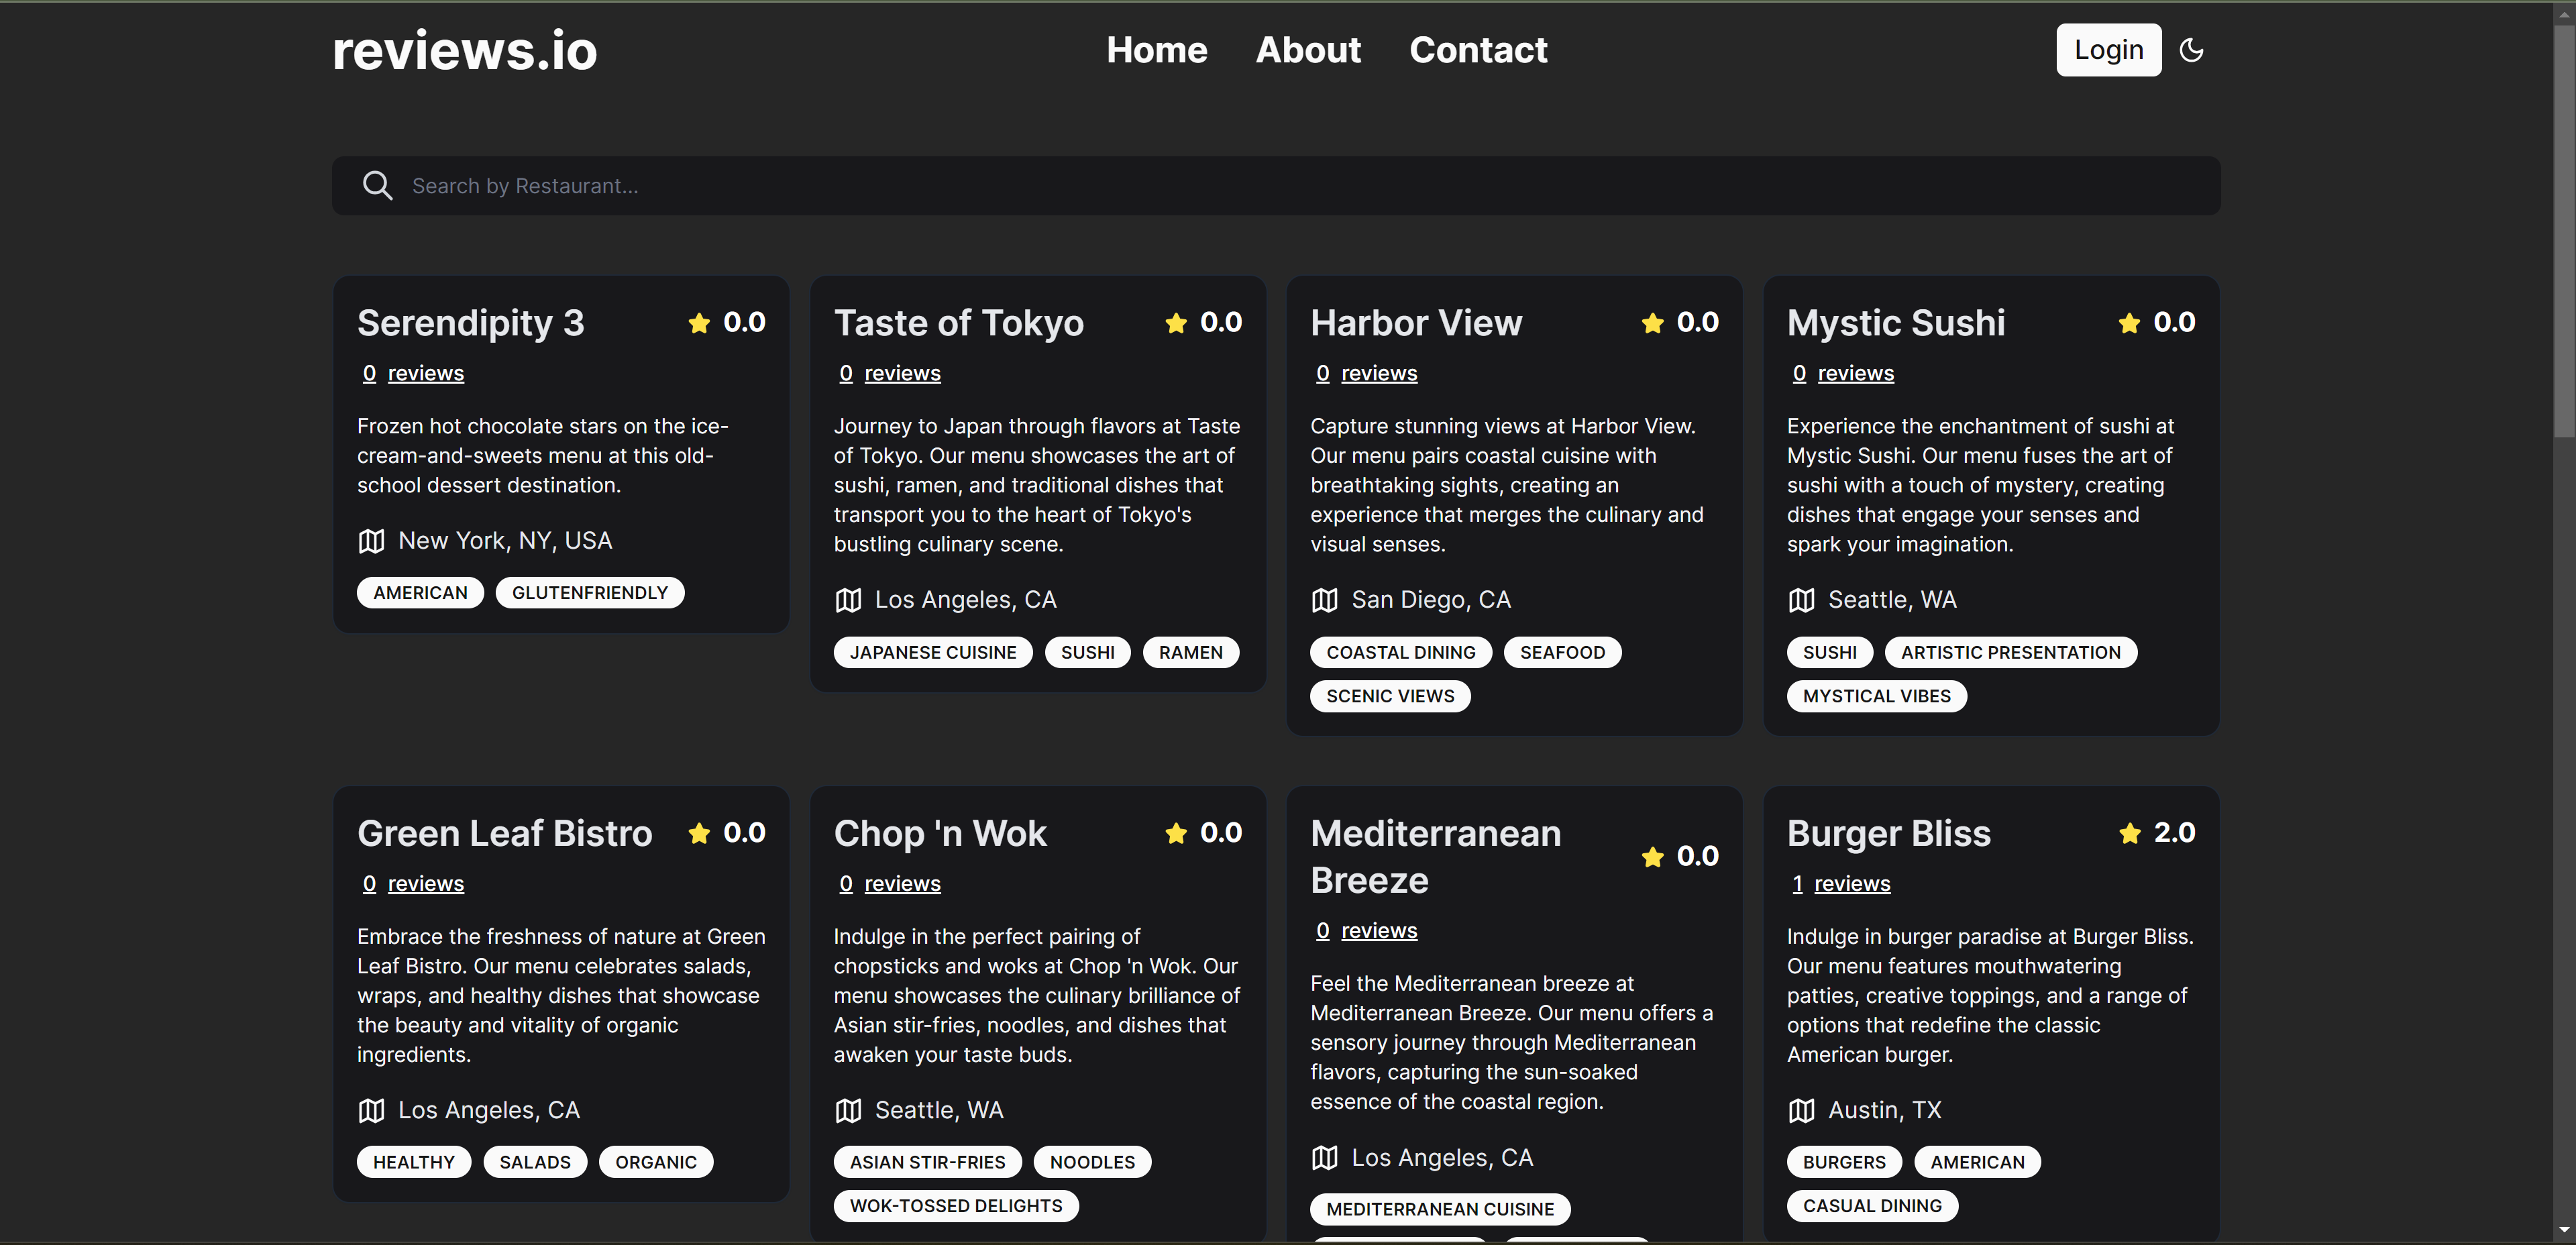 reviews.io
Home About Contact
Login
Search by Restaurant...
Serendipity 3 0.0
0 reviews
Frozen hot chocolate stars on the ice-
cream-and-sweets menu at this old-
school dessert destination.
New York, NY, USA
AMERICAN GLUTENFRIENDLY
Taste of Tokyo 0.0
0 reviews
Journey to Japan through flavors at Taste
of Tokyo. Our menu showcases the art of
sushi, ramen, and traditional dishes that
transport you to the heart of Tokyo's
bustling culinary scene.
Los Angeles, CA
JAPANESE CUISINE SUSHI RAMEN
Harbor View 0.0
0 reviews
Capture stunning views at Harbor View.
Our menu pairs coastal cuisine with
breathtaking sights, creating an
experience that merges the culinary and
visual senses.
San Diego, CA
COASTAL DINING SEAFOOD
SCENIC VIEWS
Mystic Sushi 0.0
0 reviews
Experience the enchantment of sushi at
Mystic Sushi. Our menu fuses the art of
sushi with a touch of mystery, creating
dishes that engage your senses and
spark your imagination.
Seattle, WA
SUSHI ARTISTIC PRESENTATION
MYSTICAL VIBES
Green Leaf Bistro 0.0
0 reviews
Embrace the freshness of nature at Green
Leaf Bistro. Our menu celebrates salads,
wraps, and healthy dishes that showcase
the beauty and vitality of organic
ingredients.
Los Angeles, CA
HEALTHY SALADS ORGANIC
Chop 'n Wok 0.0
0 reviews
Indulge in the perfect pairing of
chopsticks and woks at Chop 'n Wok. Our
menu showcases the culinary brilliance of
Asian stir-fries, noodles, and dishes that
awaken your taste buds.
Seattle, WA
ASIAN STIR-FRIES NOODLES
WOK-TOSSED DELIGHTS
Mediterranean
Breeze 0.0
0 reviews
Feel the Mediterranean breeze at
Mediterranean Breeze. Our menu offers a
sensory journey through Mediterranean
flavors, capturing the sun-soaked
essence of the coastal region.
Los Angeles, CA
MEDITERRANEAN CUISINE
Burger Bliss 2.0
1 reviews
Indulge in burger paradise at Burger Bliss.
Our menu features mouthwatering
patties, creative toppings, and a range of
options that redefine the classic
American burger.
Austin, TX
BURGERS AMERICAN
CASUAL DINING